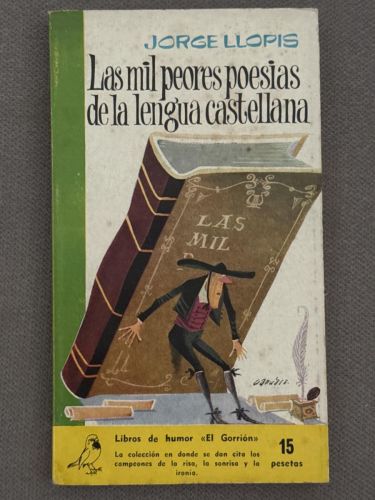 JORGE LLOPIS
Las mil peores poesías
de la lengua castellana
LAS
MIL
Libros de humor «El Gorrión»
La colección en donde se dan cita los
campeones de la risa, la sonrisa y la
ironía.
15
pesetas